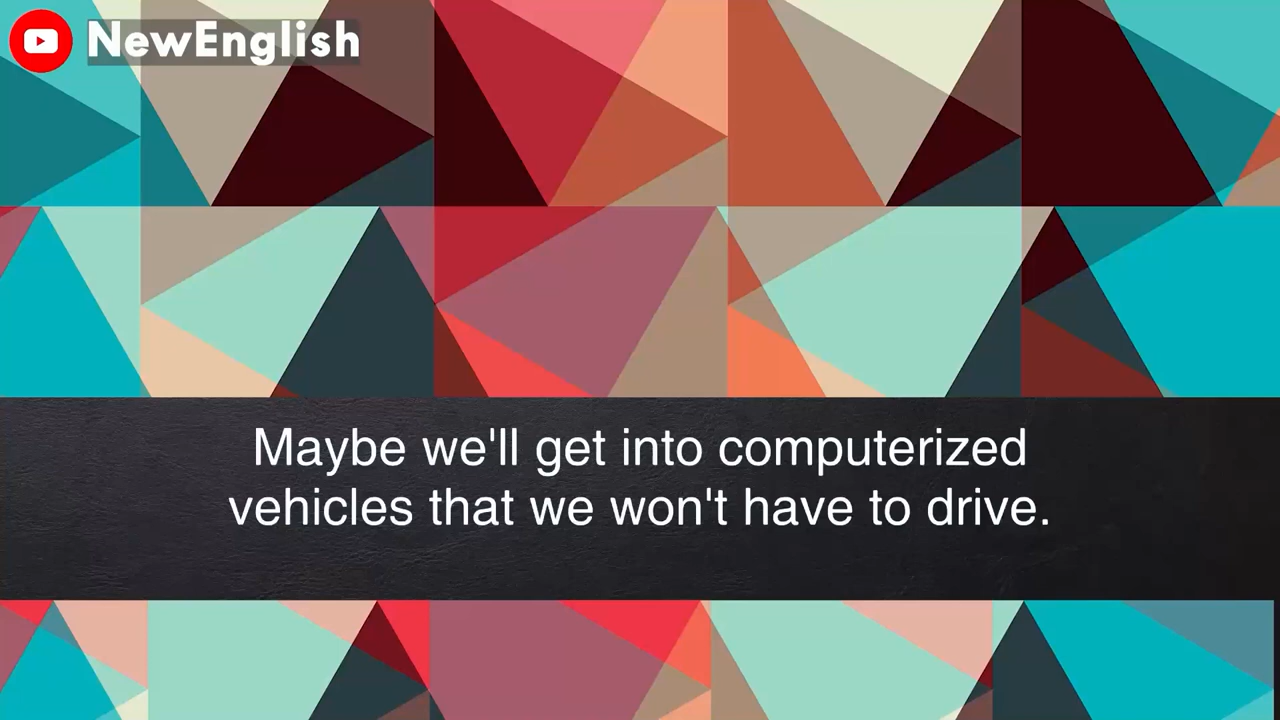 NewEnglish
Maybe we'll get into computerized
vehicles that we won't have to drive.